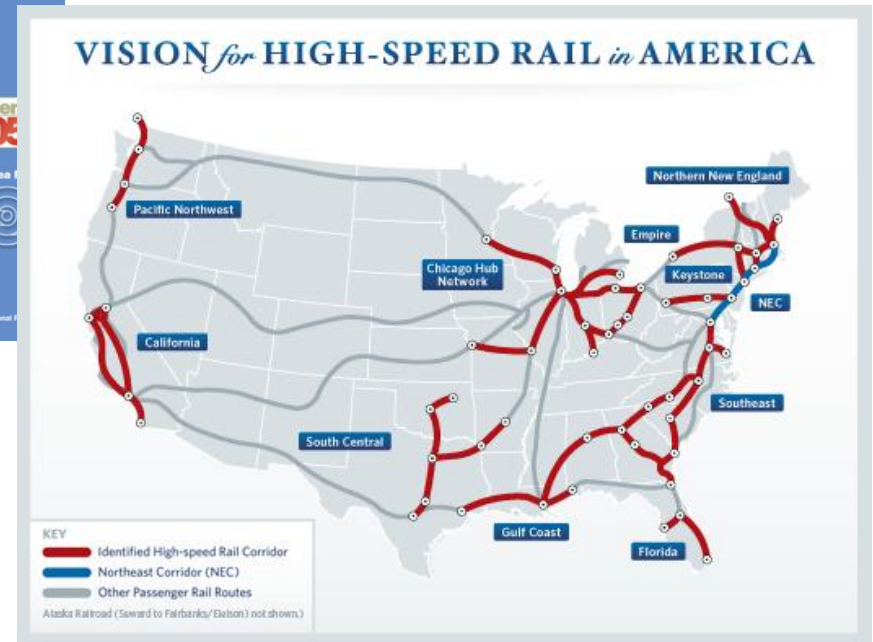 VISION for HIGH-SPEED RAIL in AMERICA
Northern New England
Pacific Northwest
Empire
Chicago Hub
Network
Keystone
NEC
California
Southeast
South Central
Gulf Coast
Florida
KEY
Identified High-speed Rail Corridor
Northeast Corridor (NEC)
Other Passenger Rail Routes
Alaska Railroad (Seward to Fairbanks/Eielson) not shown.)